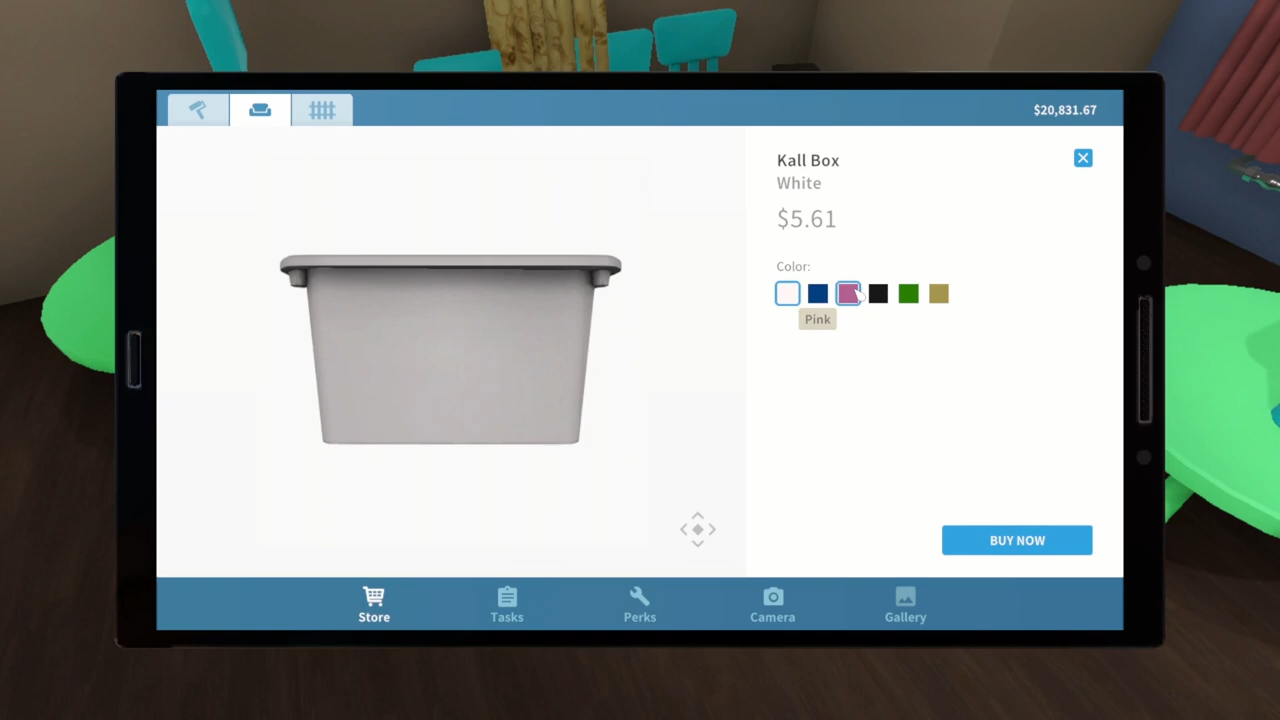 $20,831.67
Kall Box
White
$5.61
Color:
Pink
BUY NOW
Store
Tasks
Perks
Camera
Gallery